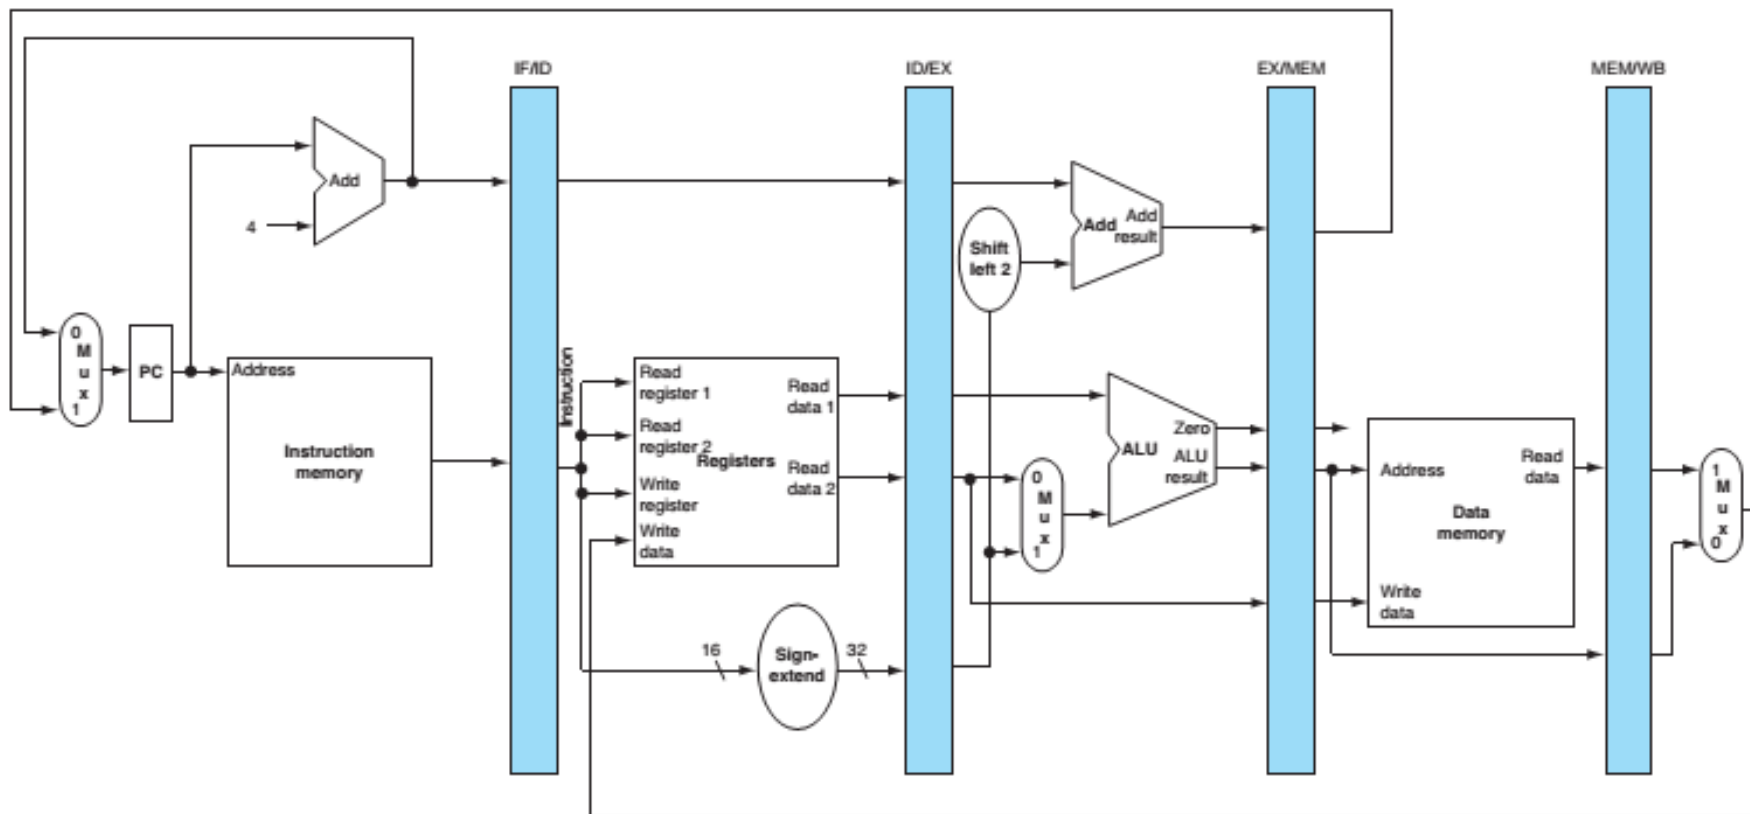 IF/ID
ID/EX
EX/MEM
MEM/WB
Add
4
Add
Add
result
Shift
left 2
0
M
u
x
1
PC
Address
Instruction
memory
Instruction
Read
register 1
Read
register 2
Registers
Write
register
Write
data
Read
data 1
Read
data 2
16
Sign-
extend
32
0
M
u
x
1
Zero
ALU
ALU
result
Address
Read
data
Data
memory
Write
data
1
M
u
x
0